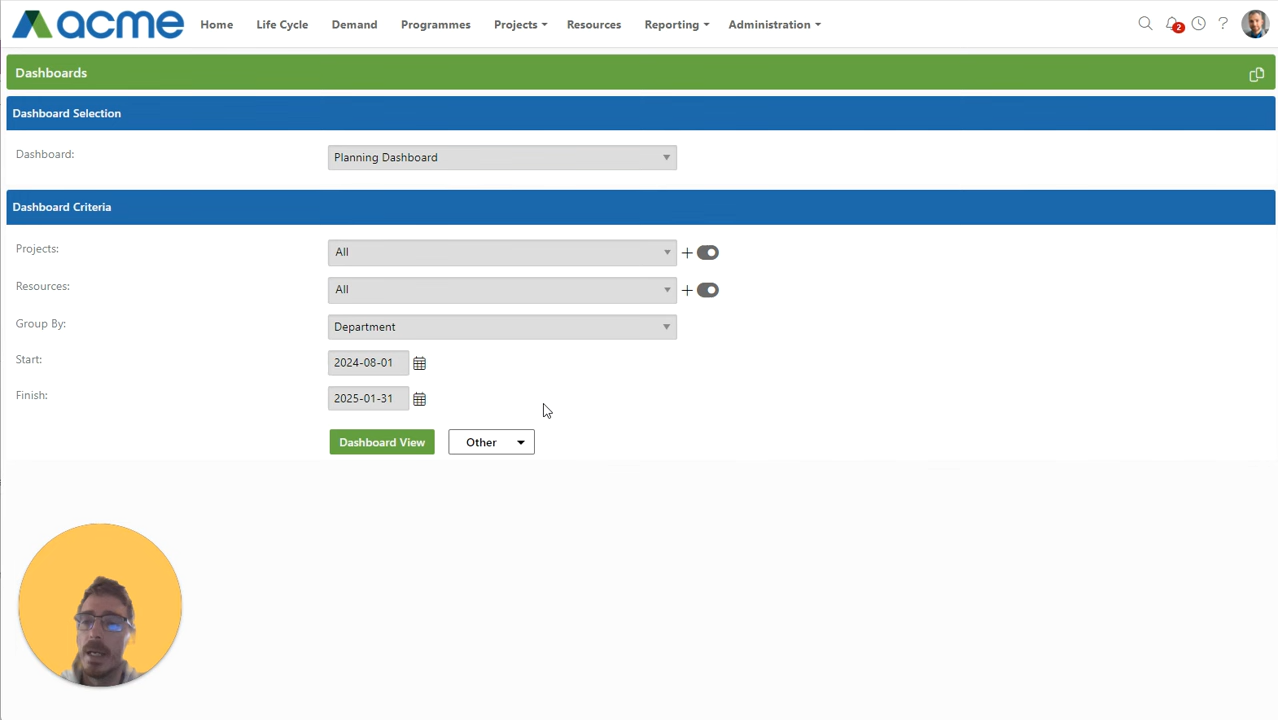 acme Home Life Cycle Demand Programmes Projects Resources Reporting Administration 2 ?
Dashboards
Dashboard Selection
Dashboard: Planning Dashboard
Dashboard Criteria
Projects: All +
Resources: All +
Group By: Department
Start: 2024-08-01
Finish: 2025-01-31
Dashboard View Other